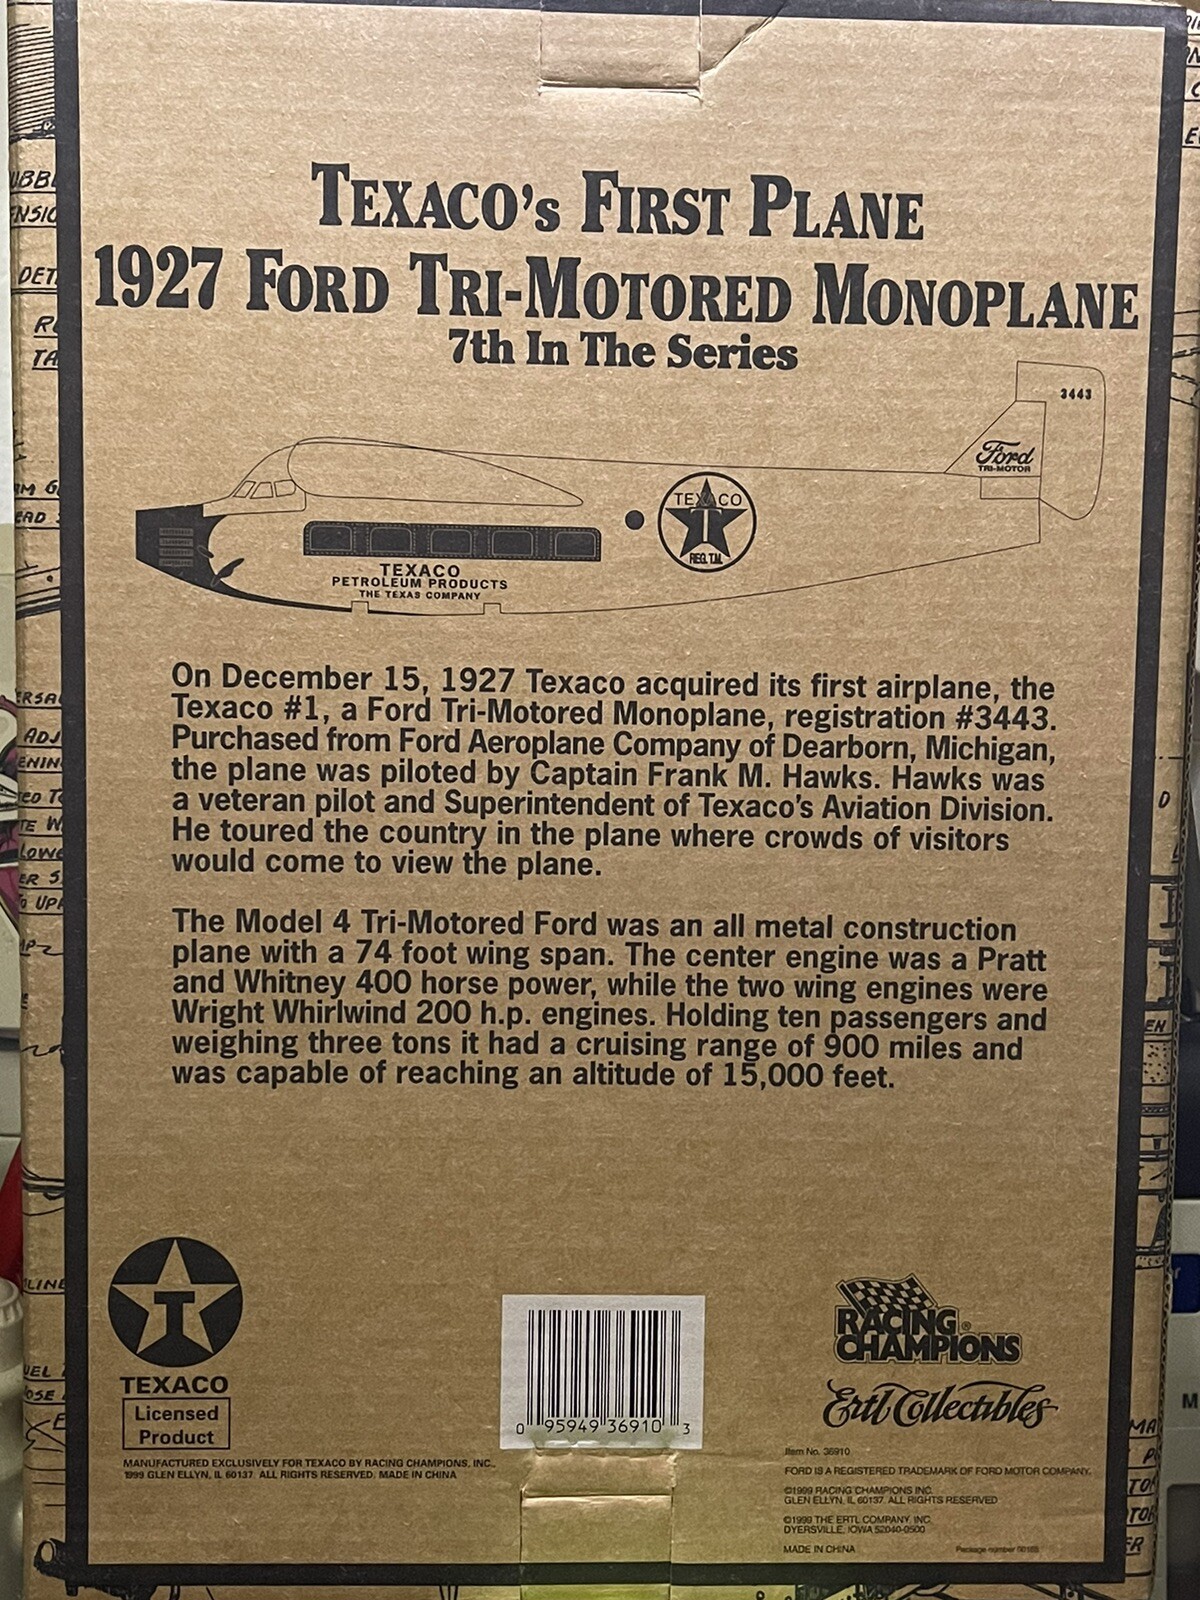 TEXACO'S FIRST PLANE
1927 FORD TRI-MOTORED MONOPLANE
7th In The Series
3443
Ford
TRI-MOTOR
TEXACO
T
REG. T.M.
TEXACO
PETROLEUM PRODUCTS
THE TEXAS COMPANY
On December 15, 1927 Texaco acquired its first airplane, the
Texaco #1, a Ford Tri-Motored Monoplane, registration #3443.
Purchased from Ford Aeroplane Company of Dearborn, Michigan,
the plane was piloted by Captain Frank M. Hawks. Hawks was
a veteran pilot and Superintendent of Texaco's Aviation Division.
He toured the country in the plane where crowds of visitors
would come to view the plane.
The Model 4 Tri-Motored Ford was an all metal construction
plane with a 74 foot wing span. The center engine was a Pratt
and Whitney 400 horse power, while the two wing engines were
Wright Whirlwind 200 h.p. engines. Holding ten passengers and
weighing three tons it had a cruising range of 900 miles and
was capable of reaching an altitude of 15,000 feet.
T
TEXACO
Licensed
Product
MANUFACTURED EXCLUSIVELY FOR TEXACO BY RACING CHAMPIONS, INC.,
1999 GLEN ELLYN, IL 60137. ALL RIGHTS RESERVED. MADE IN CHINA
0 95949 36910 3
RACING®
CHAMPIONS
Ertl Collectibles
Item No. 36910
FORD IS A REGISTERED TRADEMARK OF FORD MOTOR COMPANY.
©1999 RACING CHAMPIONS INC.
GLEN ELLYN, IL 60137. ALL RIGHTS RESERVED
©1999 THE ERTL COMPANY, INC.
DYERSVILLE, IOWA 52040-0500
MADE IN CHINA
Package number